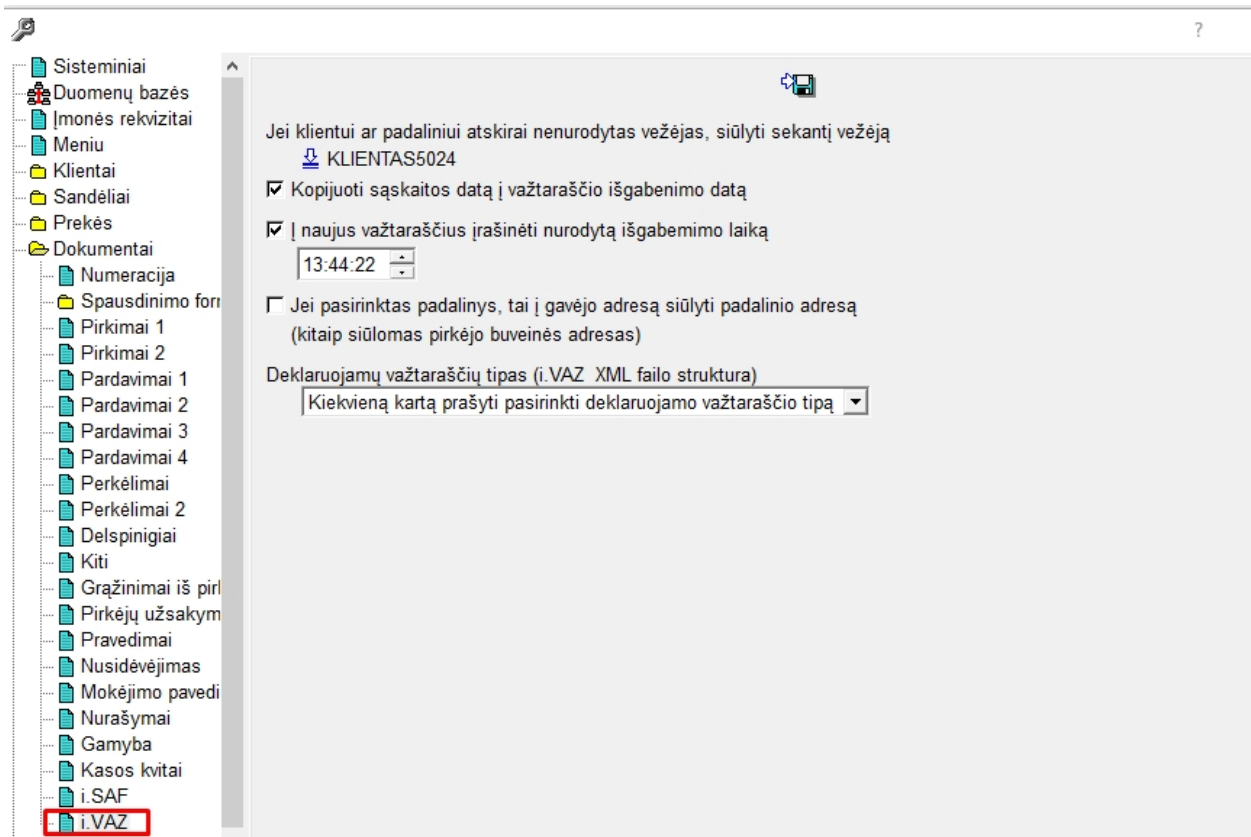 ?
Sisteminiai
Duomenų bazės
Įmonės rekvizitai
Meniu
Klientai
Sandėliai
Prekės
Dokumentai
Numeracija
Spausdinimo forr
Pirkimai 1
Pirkimai 2
Pardavimai 1
Pardavimai 2
Pardavimai 3
Pardavimai 4
Perkėlimai
Perkėlimai 2
Delspinigiai
Kiti
Grąžinimai iš pirl
Pirkėjų užsakym
Pravedimai
Nusidėvėjimas
Mokėjimo pavedi
Nurašymai
Gamyba
Kasos kvitai
i.SAF
i.VAZ
Jei klientui ar padaliniui atskirai nenurodytas vežėjas, siūlyti sekantį vežėją
KLIENTAS5024
Kopijuoti sąskaitos datą į važtaraščio išgabenimo datą
Į naujus važtaraščius įrašinėti nurodytą išgabemimo laiką
13:44:22
Jei pasirinktas padalinys, tai į gavėjo adresą siūlyti padalinio adresą
(kitaip siūlomas pirkėjo buveinės adresas)
Deklaruojamų važtaraščių tipas (i.VAZ XML failo struktura)
Kiekvieną kartą prašyti pasirinkti deklaruojamo važtaraščio tipą